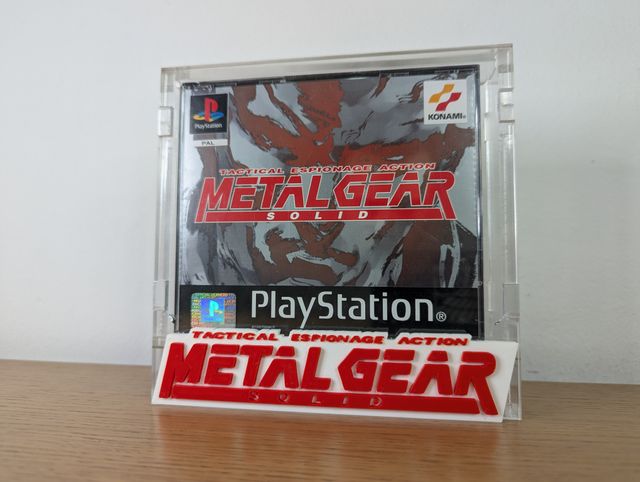 PlayStation
PAL
KONAMI
TACTICAL ESPIONAGE ACTION
METAL GEAR
SOLID
PlayStation®
TACTICAL ESPIONAGE ACTION
METAL GEAR
SOLID